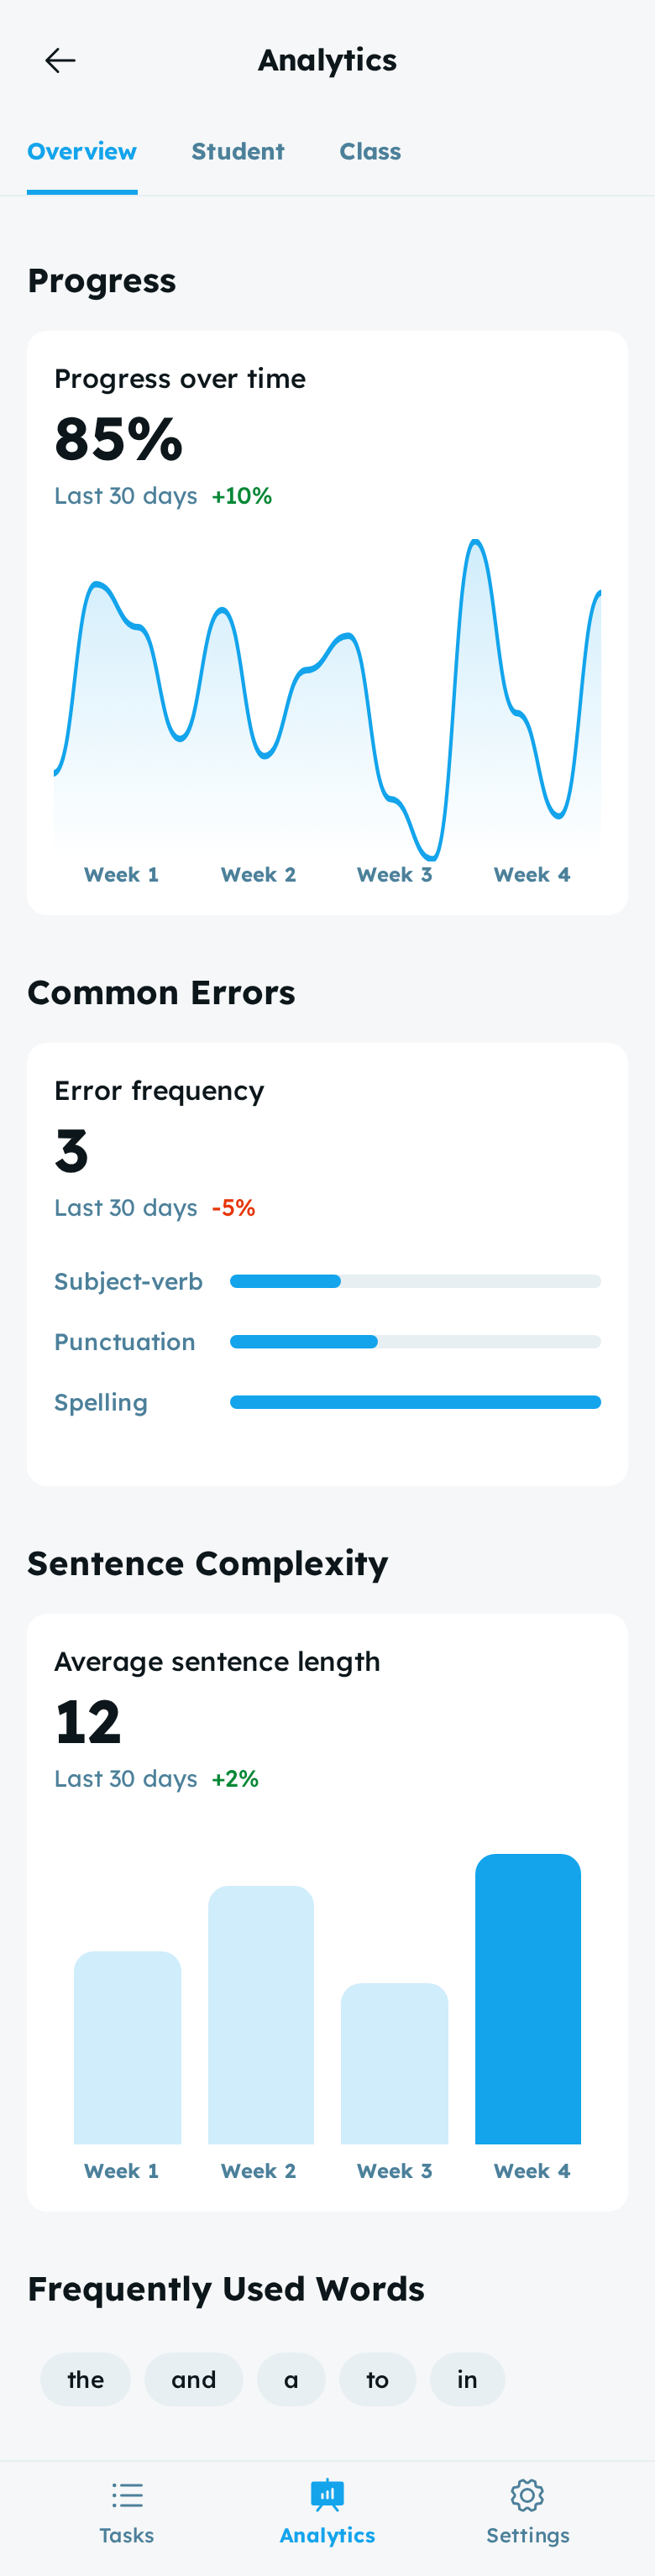 Analytics
Overview Student Class
Progress
Progress over time
85%
Last 30 days +10%
Week 1 Week 2 Week 3 Week 4
Common Errors
Error frequency
3
Last 30 days -5%
Subject-verb
Punctuation
Spelling
Sentence Complexity
Average sentence length
12
Last 30 days +2%
Week 1 Week 2 Week 3 Week 4
Frequently Used Words
the and a to in
Tasks Analytics Settings